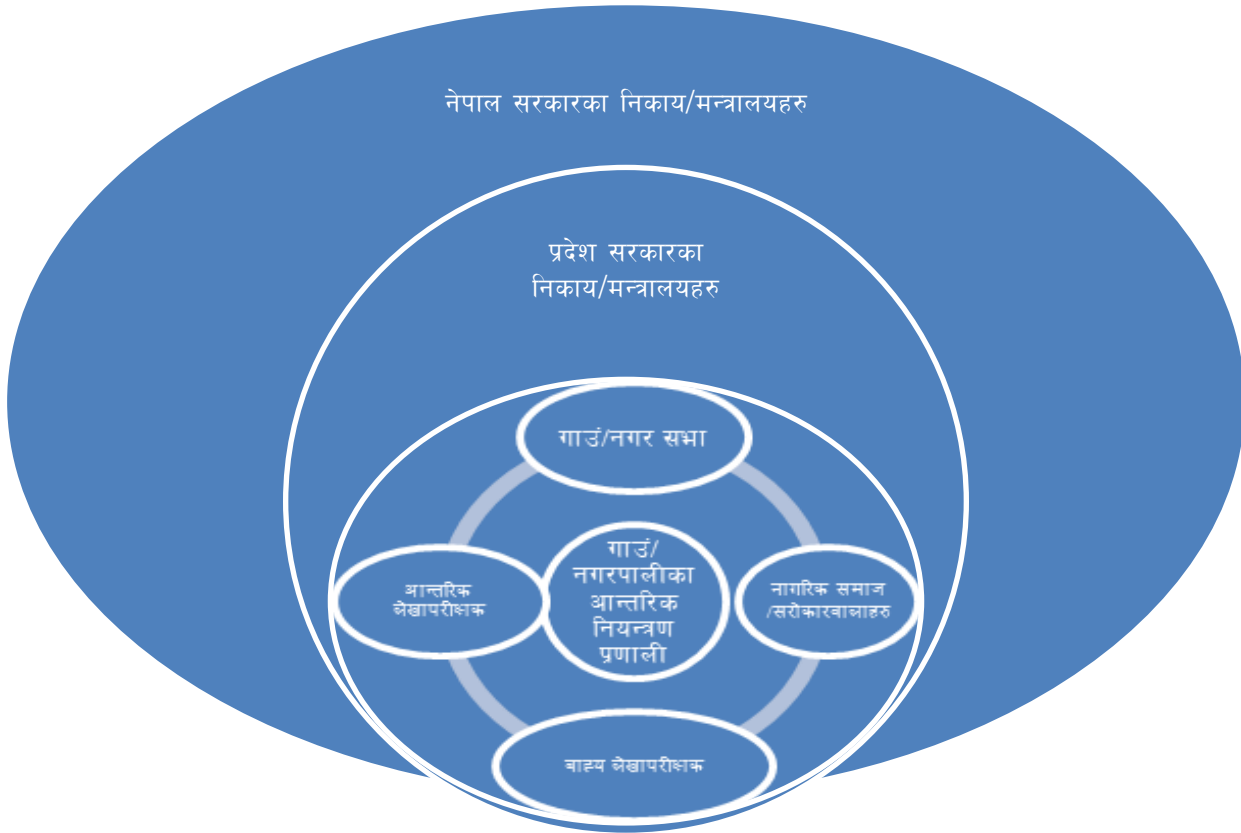 नेपाल सरकारका निकाय/मन्त्रालयहरु
प्रदेश सरकारका
निकाय/मन्त्रालयहरु
गाउं/नगर सभा
आन्तरिक
लेखापरीक्षक
गाउं/
नगरपालीका
आन्तरिक
नियन्त्रण
प्रणाली
नागरिक समाज
/सरोकारवालाहरु
बाह्य लेखापरीक्षक